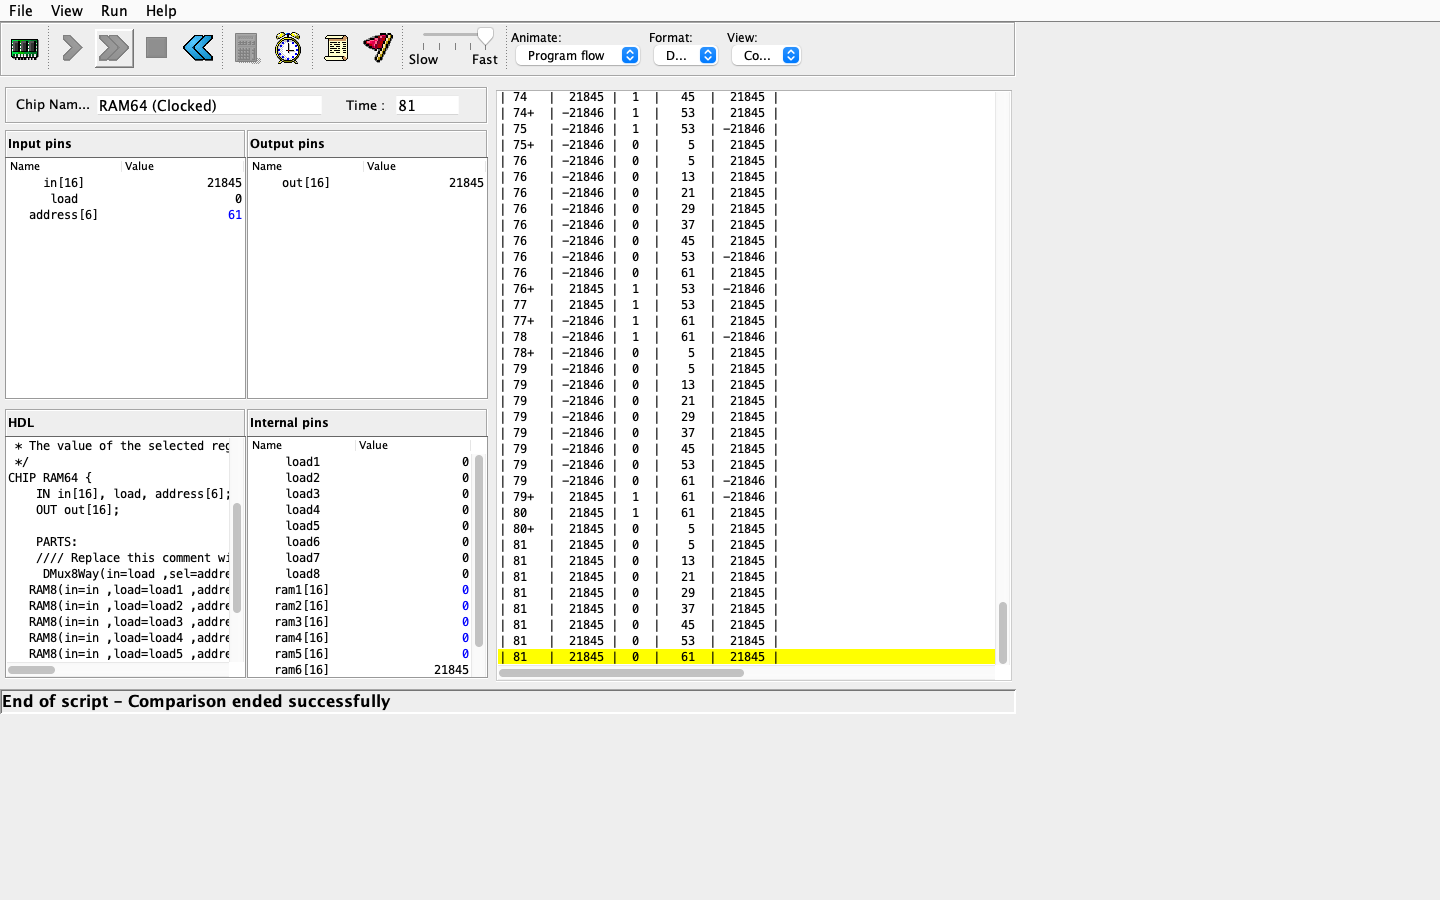 File View Run Help
Slow Fast
Animate: Format: View:
Program flow D... Co...
Chip Nam... RAM64 (Clocked) Time : 81
Input pins
Name Value
in[16] 21845
load 0
address[6] 61
Output pins
Name Value
out[16] 21845
HDL
* The value of the selected reg
*/
CHIP RAM64 {
IN in[16], load, address[6];
OUT out[16];
PARTS:
//// Replace this comment wi
DMux8Way(in=load ,sel=addre
RAM8(in=in ,load=load1 ,addre
RAM8(in=in ,load=load2 ,addre
RAM8(in=in ,load=load3 ,addre
RAM8(in=in ,load=load4 ,addre
RAM8(in=in ,load=load5 ,addre
Internal pins
Name Value
load1 0
load2 0
load3 0
load4 0
load5 0
load6 0
load7 0
load8 0
ram1[16] 0
ram2[16] 0
ram3[16] 0
ram4[16] 0
ram5[16] 0
ram6[16] 21845
| 74 | 21845 | 1 | 45 | 21845 |
| 74+ | -21846 | 1 | 53 | 21845 |
| 75 | -21846 | 1 | 53 | -21846 |
| 75+ | -21846 | 0 | 5 | 21845 |
| 76 | -21846 | 0 | 5 | 21845 |
| 76 | -21846 | 0 | 13 | 21845 |
| 76 | -21846 | 0 | 21 | 21845 |
| 76 | -21846 | 0 | 29 | 21845 |
| 76 | -21846 | 0 | 37 | 21845 |
| 76 | -21846 | 0 | 45 | 21845 |
| 76 | -21846 | 0 | 53 | -21846 |
| 76 | -21846 | 0 | 61 | 21845 |
| 76+ | 21845 | 1 | 53 | -21846 |
| 77 | 21845 | 1 | 53 | 21845 |
| 77+ | -21846 | 1 | 61 | 21845 |
| 78 | -21846 | 1 | 61 | -21846 |
| 78+ | -21846 | 0 | 5 | 21845 |
| 79 | -21846 | 0 | 5 | 21845 |
| 79 | -21846 | 0 | 13 | 21845 |
| 79 | -21846 | 0 | 21 | 21845 |
| 79 | -21846 | 0 | 29 | 21845 |
| 79 | -21846 | 0 | 37 | 21845 |
| 79 | -21846 | 0 | 45 | 21845 |
| 79 | -21846 | 0 | 53 | 21845 |
| 79 | -21846 | 0 | 61 | -21846 |
| 79+ | 21845 | 1 | 61 | -21846 |
| 80 | 21845 | 1 | 61 | 21845 |
| 80+ | 21845 | 0 | 5 | 21845 |
| 81 | 21845 | 0 | 5 | 21845 |
| 81 | 21845 | 0 | 13 | 21845 |
| 81 | 21845 | 0 | 21 | 21845 |
| 81 | 21845 | 0 | 29 | 21845 |
| 81 | 21845 | 0 | 37 | 21845 |
| 81 | 21845 | 0 | 45 | 21845 |
| 81 | 21845 | 0 | 53 | 21845 |
| 81 | 21845 | 0 | 61 | 21845 |
End of script - Comparison ended successfully